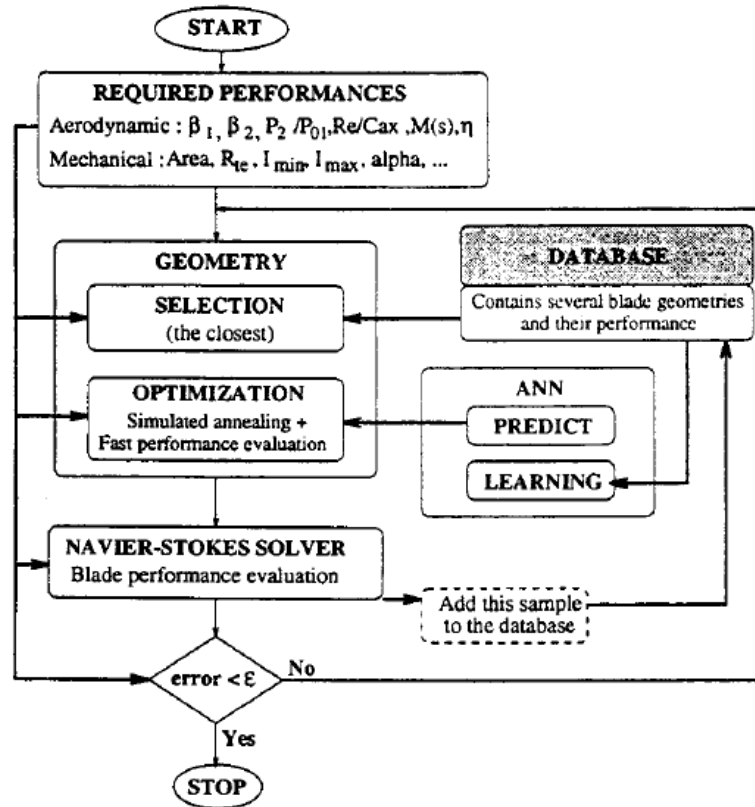 START
REQUIRED PERFORMANCES
Aerodynamic : β1, β2, P2 /P01, Re/Cax ,M(s),η
Mechanical : Area, Rte, Imin, Imax, alpha, ...
GEOMETRY
SELECTION
(the closest)
OPTIMIZATION
Simulated annealing +
Fast performance evaluation
DATABASE
Contains several blade geometries
and their performance
ANN
PREDICT
LEARNING
NAVIER-STOKES SOLVER
Blade performance evaluation
Add this sample
to the database
error < ε
No
Yes
STOP